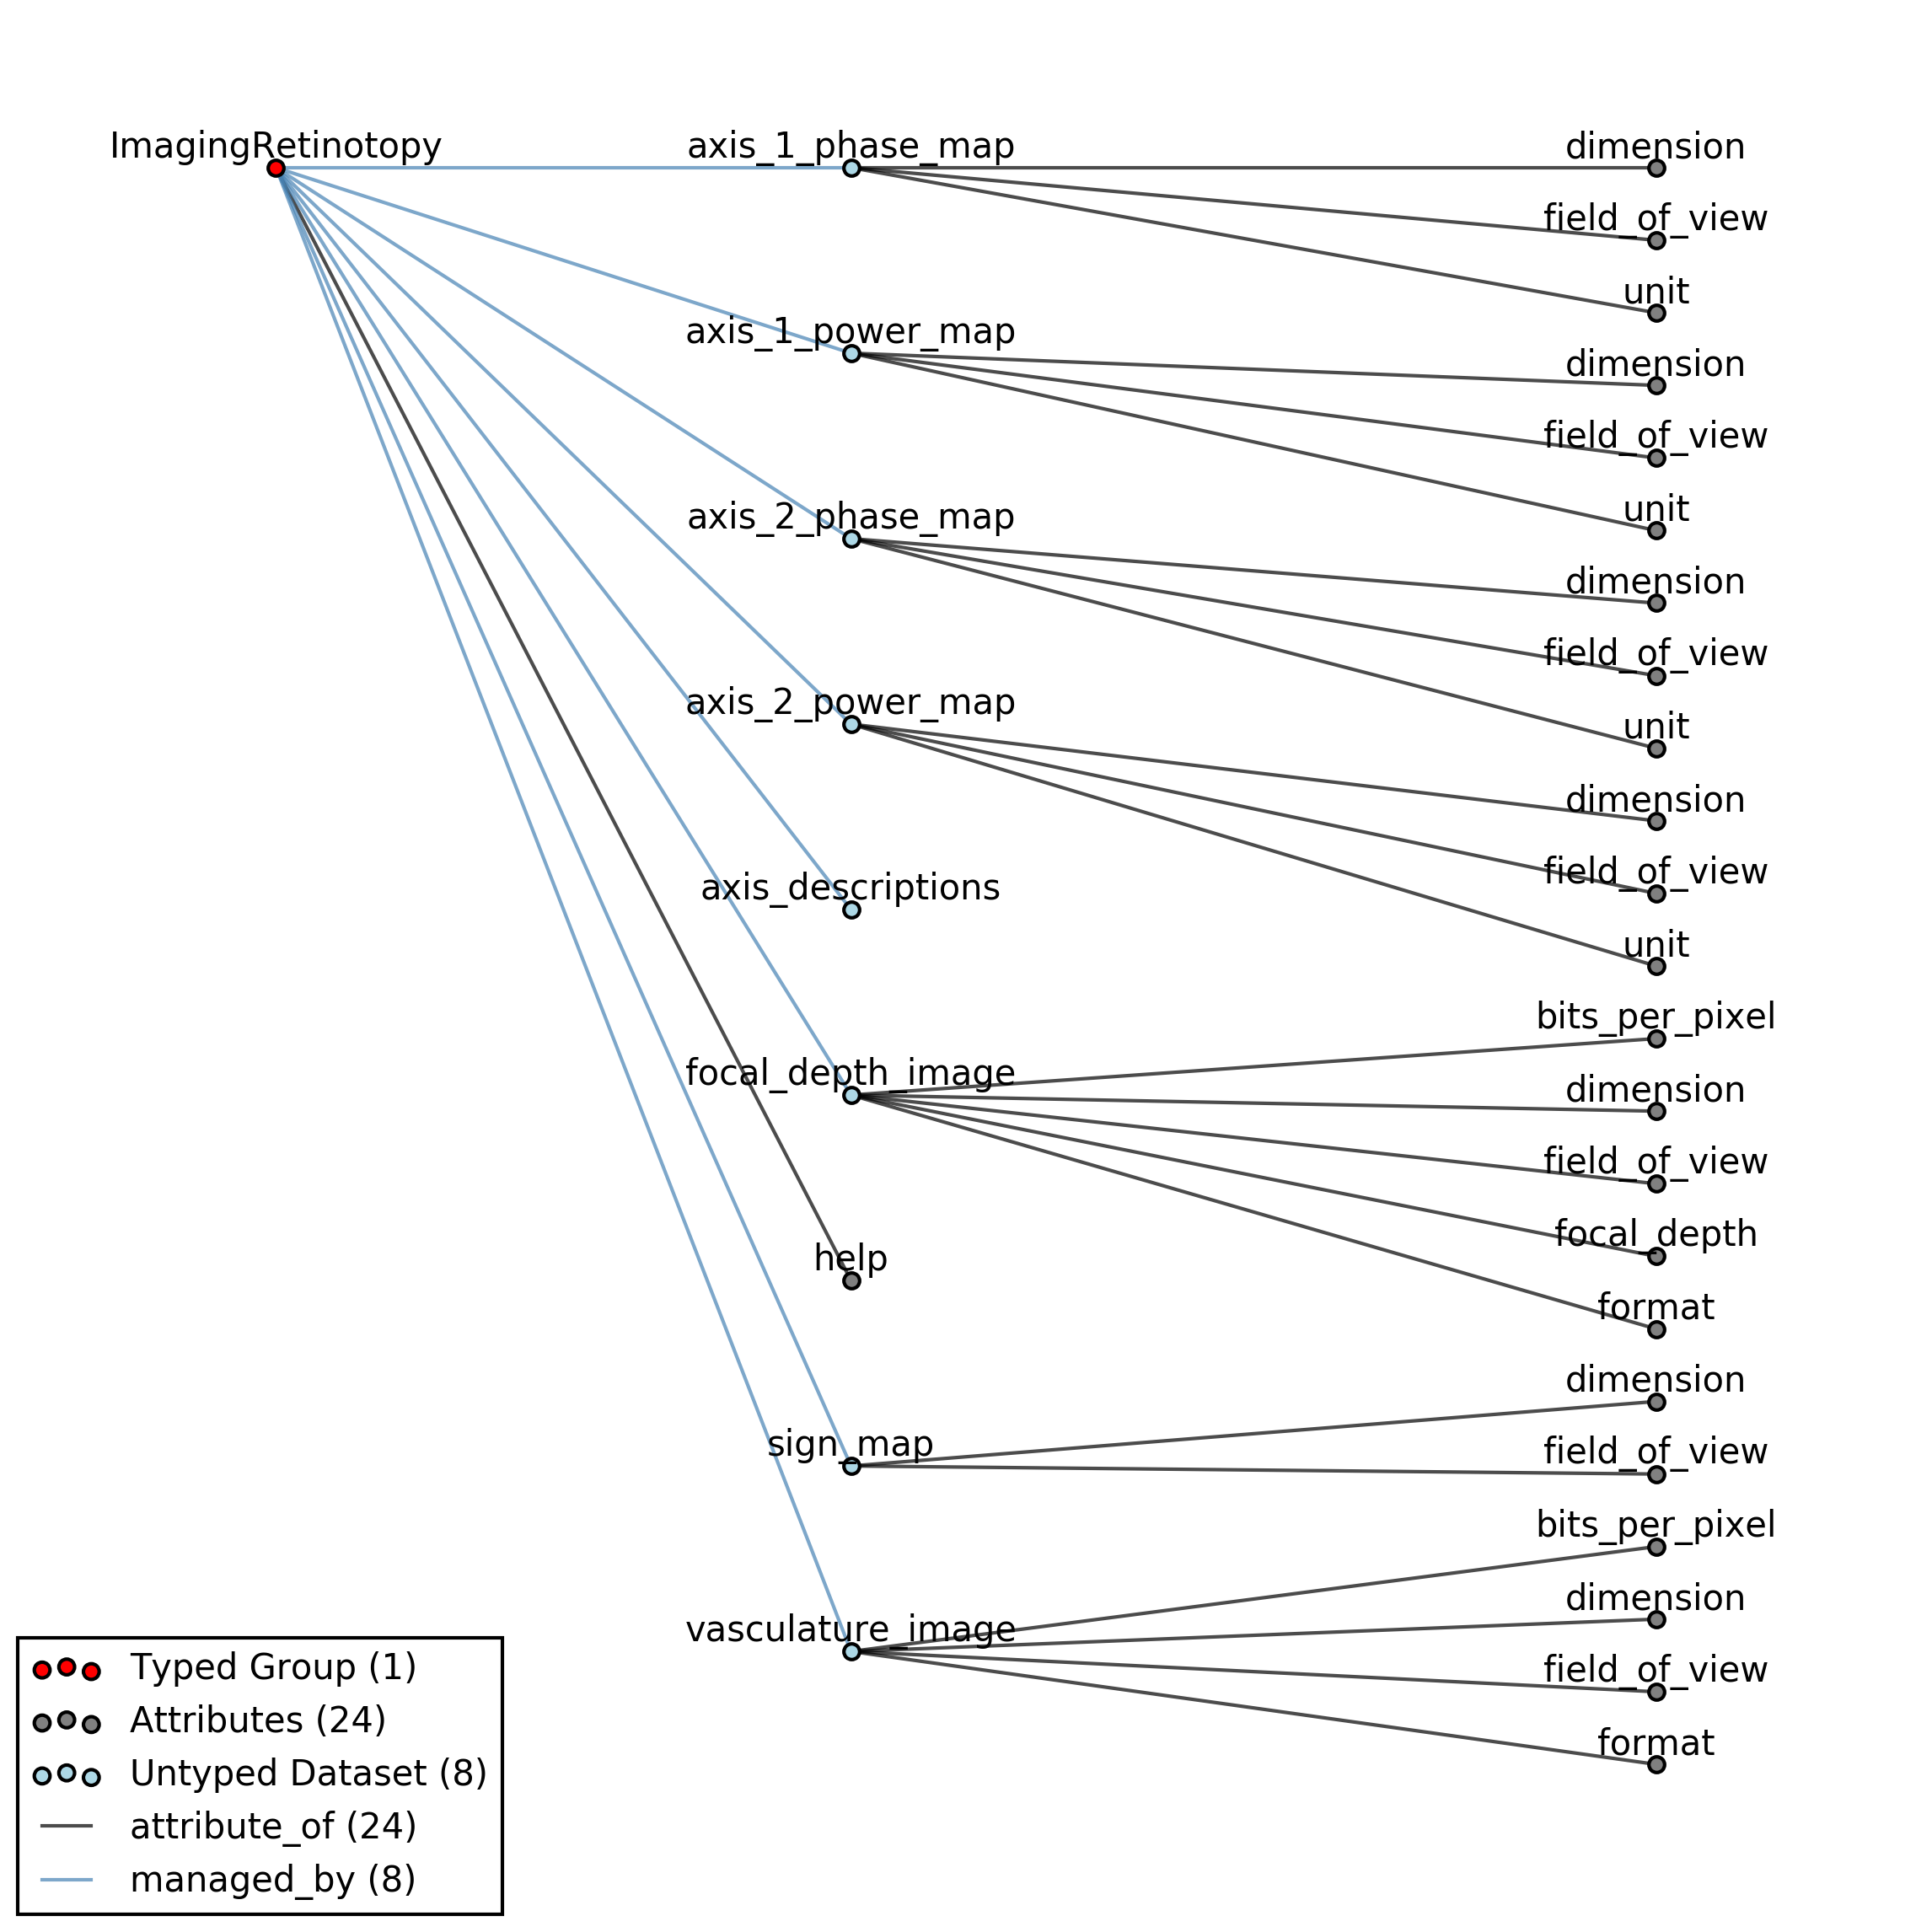 ImagingRetinotopy
axis_1_phase_map
dimension
field_of_view
unit
axis_1_power_map
dimension
field_of_view
unit
axis_2_phase_map
dimension
field_of_view
unit
axis_2_power_map
dimension
field_of_view
unit
axis_descriptions
focal_depth_image
bits_per_pixel
dimension
field_of_view
focal_depth
format
help
sign_map
dimension
field_of_view
vasculature_image
bits_per_pixel
dimension
field_of_view
format
Typed Group (1)
Attributes (24)
Untyped Dataset (8)
attribute_of (24)
managed_by (8)